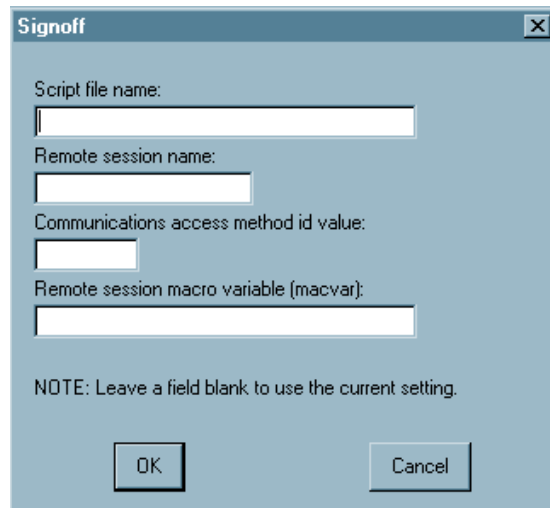 Signoff
Script file name:
Remote session name:
Communications access method id value:
Remote session macro variable (macvar):
NOTE: Leave a field blank to use the current setting.
OK
Cancel